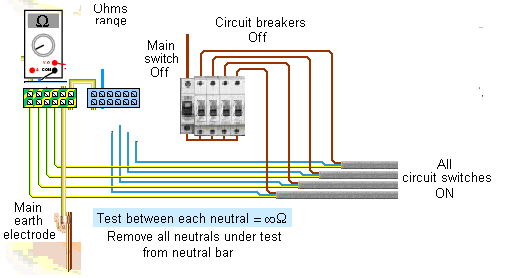 Ohms
range
Ω
V Ω
A
COM
Circuit breakers
Off
Main
switch
Off
All
circuit switches
ON
Main
earth
electrode
Test between each neutral = ∞Ω
Remove all neutrals under test
from neutral bar